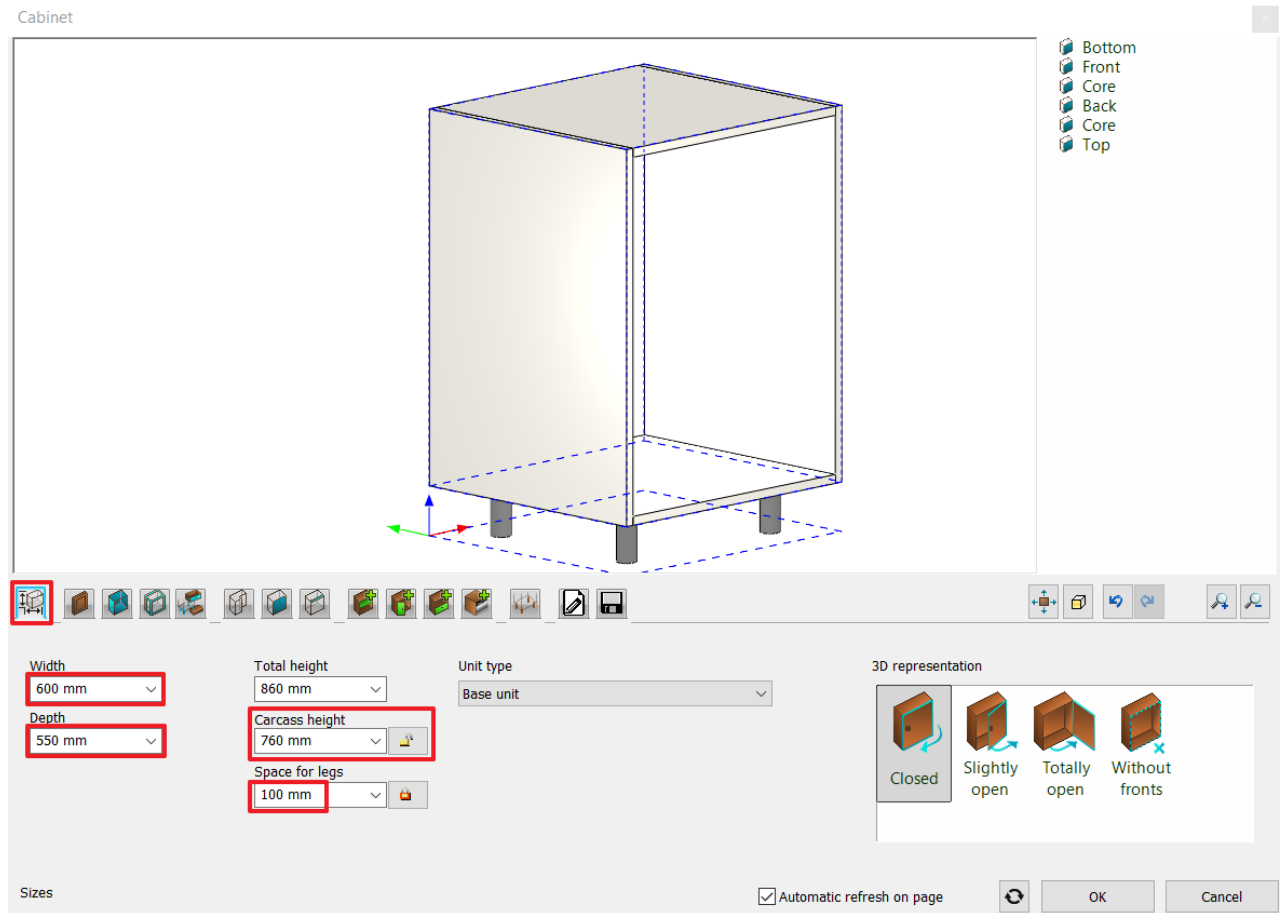 Cabinet
Bottom
Front
Core
Back
Core
Top
Width
600 mm
Depth
550 mm
Total height
860 mm
Carcass height
760 mm
Space for legs
100 mm
Unit type
Base unit
3D representation
Closed
Slightly
open
Totally
open
Without
fronts
Sizes
Automatic refresh on page
OK
Cancel